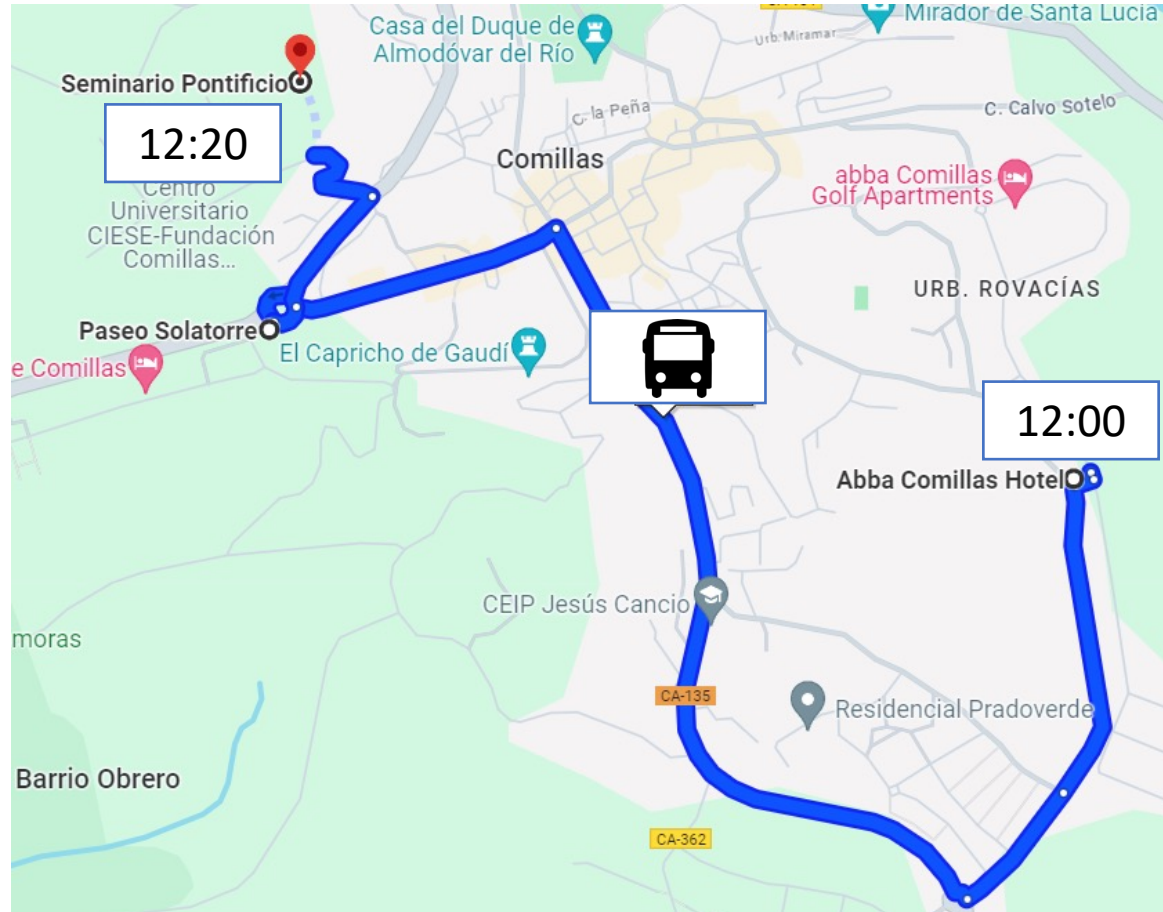 Casa del Duque de
Almodóvar del Río
Mirador de Santa Lucía
Urb. Miramar
Seminario Pontificio
12:20
C. la Peña
C. Calvo Sotelo
Comillas
abba Comillas
Golf Apartments
Centro
Universitario
CIESE-Fundación
Comillas...
URB. ROVACÍAS
Paseo Solatorre
El Capricho de Gaudí
e Comillas
12:00
Abba Comillas Hotel
CEIP Jesús Cancio
moras
CA-135
Residencial Pradoverde
Barrio Obrero
CA-362